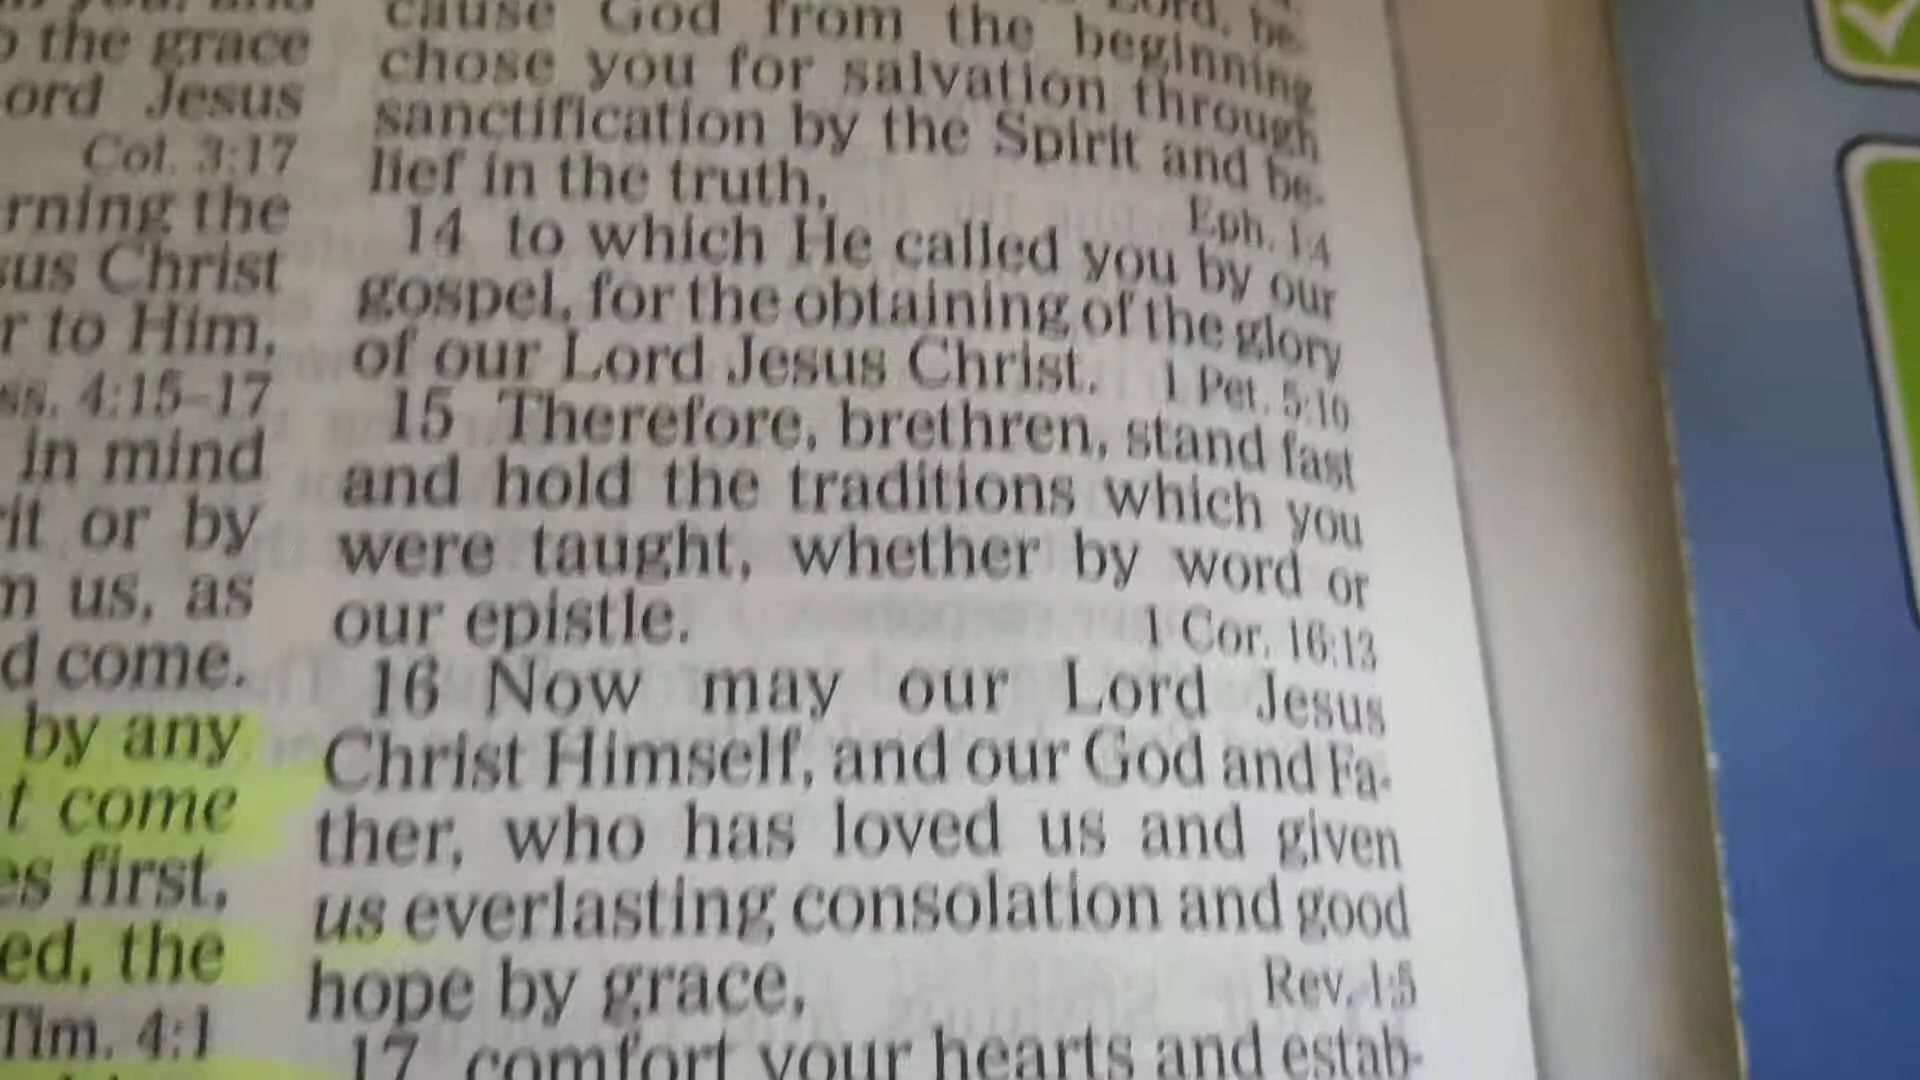 the grace
ord Jesus
Col. 3:17
rning the
sus Christ
r to Him,
ss. 4:15-17
in mind
rit or by
m us, as
d come.
by any
t come
es first,
ed, the
Tim. 4:1
Lord, be-
cause God from the beginning
chose you for salvation through
sanctification by the Spirit and be-
lief in the truth,
Eph. 1:4
14 to which He called you by our
gospel, for the obtaining of the glory
of our Lord Jesus Christ. 1 Pet. 5:10
15 Therefore, brethren, stand fast
and hold the traditions which you
were taught, whether by word or
our epistle. 1 Cor. 16:13
16 Now may our Lord Jesus
Christ Himself, and our God and Fa-
ther, who has loved us and given
us everlasting consolation and good
hope by grace, Rev. 1:5
17 comfort your hearts and estab-